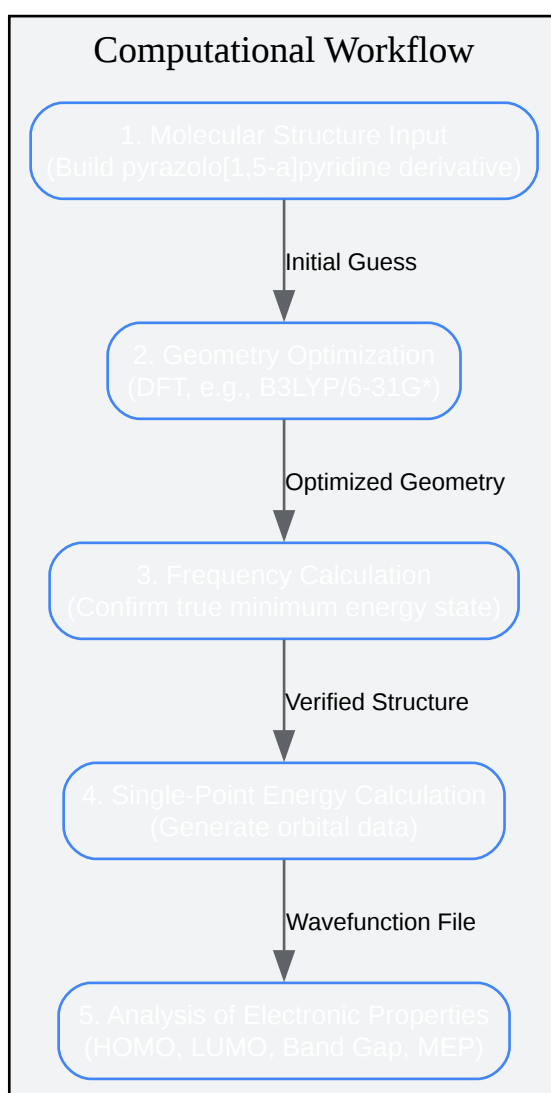 Computational Workflow
1. Molecular Structure Input
(Build pyrazolo[1,5-a]pyridine derivative)
Initial Guess
2. Geometry Optimization
(DFT, e.g., B3LYP/6-31G*)
Optimized Geometry
3. Frequency Calculation
(Confirm true minimum energy state)
Verified Structure
4. Single-Point Energy Calculation
(Generate orbital data)
Wavefunction File
5. Analysis of Electronic Properties
(HOMO, LUMO, Band Gap, MEP)